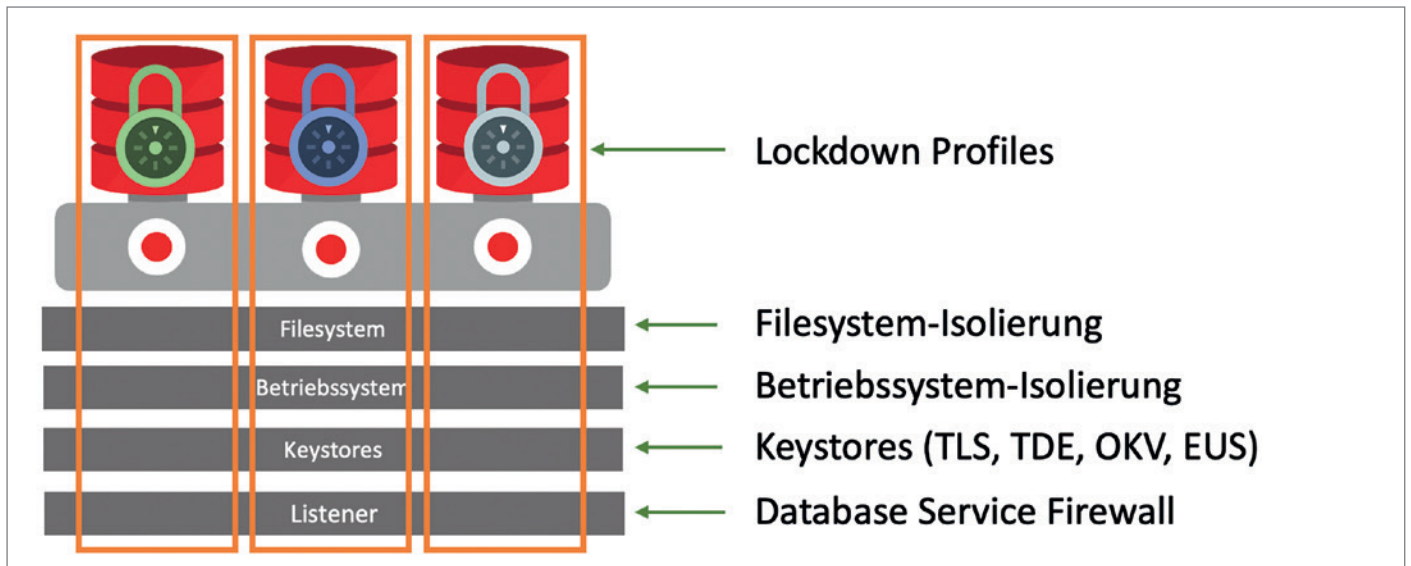 Lockdown Profiles
Filesystem
Filesystem-Isolierung
Betriebssystem
Betriebssystem-Isolierung
Keystores
Keystores (TLS, TDE, OKV, EUS)
Listener
Database Service Firewall